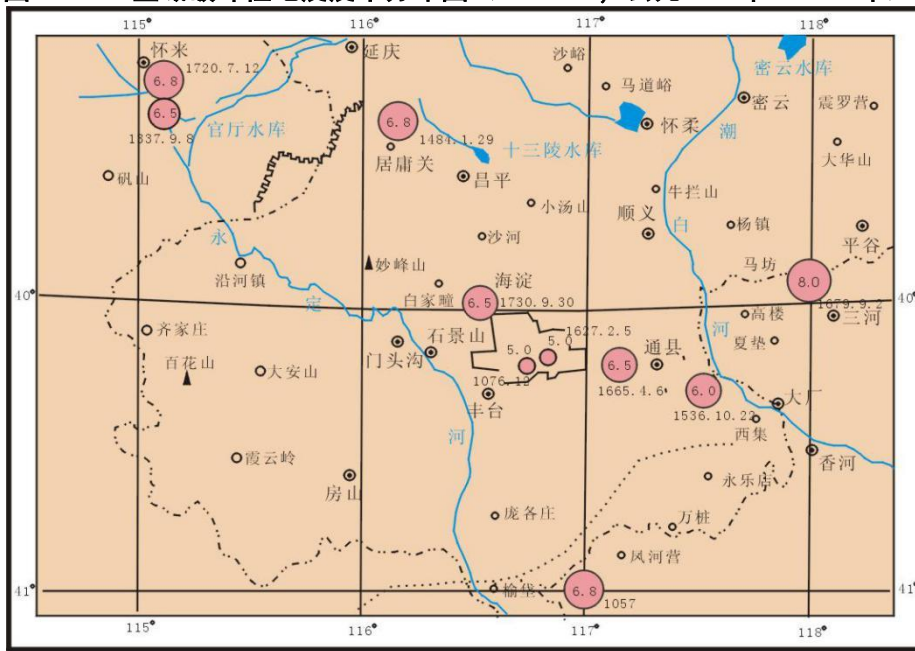 115°
116°
117°
118°
怀来
1720.7.12
6.8
6.5
1337.9.8
官厅水库
延庆
6.8
1484.1.29
居庸关
十三陵水库
昌平
沙峪
马道峪
怀柔
密云水库
密云
震罗营
大华山
潮
白
河
矾山
小汤山
牛拦山
顺义
杨镇
平谷
沙河
永
定
河
沿河镇
妙峰山
海淀
白家疃
6.5
1730.9.30
马坊
8.0
1679.9.2
40°
40°
齐家庄
石景山
门头沟
1627.2.5
5.0
5.0
1076.12
高楼
三河
夏垫
百花山
大安山
丰台
6.5
通县
1665.4.6
6.0
1536.10.22
大厂
西集
霞云岭
房山
香河
永乐店
庞各庄
万桩
凤河营
榆垡
6.8
1057
41°
41°
115°
116°
117°
118°